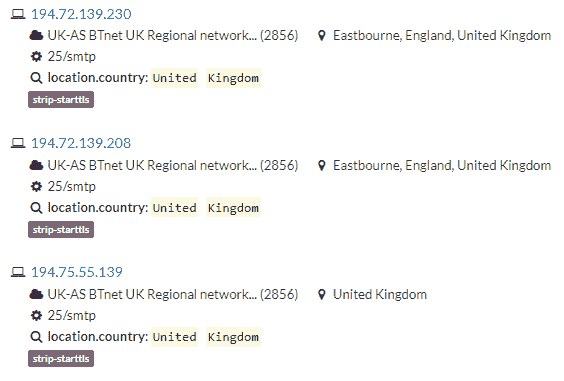 194.72.139.230
UK-AS BTnet UK Regional network... (2856) Eastbourne, England, United Kingdom
25/smtp
location.country: United Kingdom
strip-starttls
194.72.139.208
UK-AS BTnet UK Regional network... (2856) Eastbourne, England, United Kingdom
25/smtp
location.country: United Kingdom
strip-starttls
194.75.55.139
UK-AS BTnet UK Regional network... (2856) United Kingdom
25/smtp
location.country: United Kingdom
strip-starttls